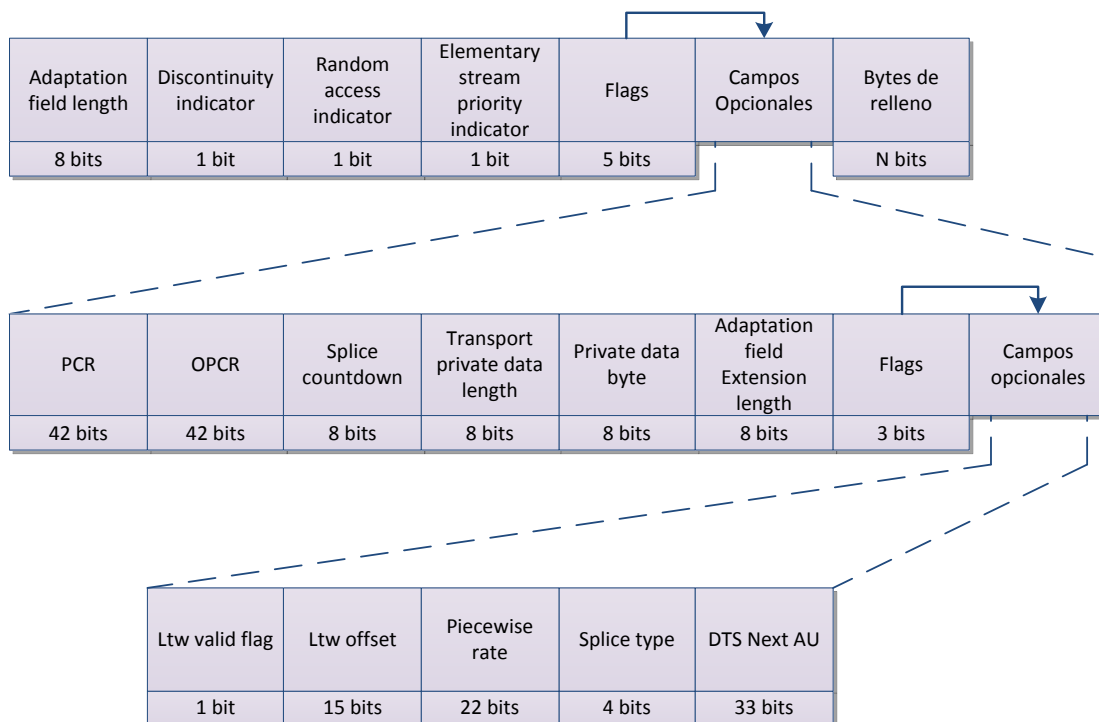 Adaptation
field length
Discontinuity
indicator
Random
access
indicator
Elementary
stream
priority
indicator
Flags
Campos
Opcionales
Bytes de
relleno
8 bits
1 bit
1 bit
1 bit
5 bits
N bits
PCR
OPCR
Splice
countdown
Transport
private data
length
Private data
byte
Adaptation
field
Extension
length
Flags
Campos
opcionales
42 bits
42 bits
8 bits
8 bits
8 bits
8 bits
3 bits
Ltw valid flag
Ltw offset
Piecewise
rate
Splice type
DTS Next AU
1 bit
15 bits
22 bits
4 bits
33 bits